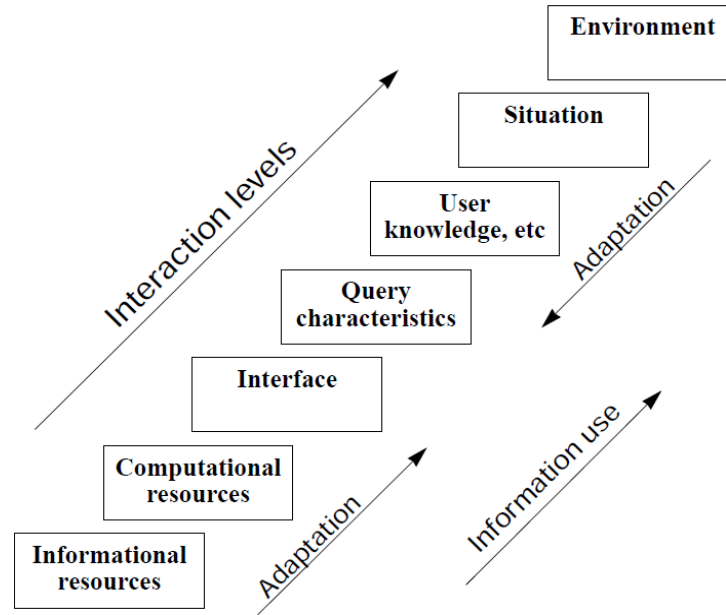 Environment
Situation
Interaction levels
User
knowledge, etc
Adaptation
Query
characteristics
Interface
Computational
resources
Information use
Adaptation
Informational
resources